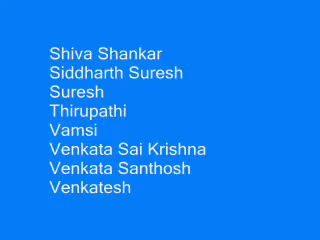 Shiva Shankar
Siddharth Suresh
Suresh
Thirupathi
Vamsi
Venkata Sai Krishna
Venkata Santhosh
Venkatesh